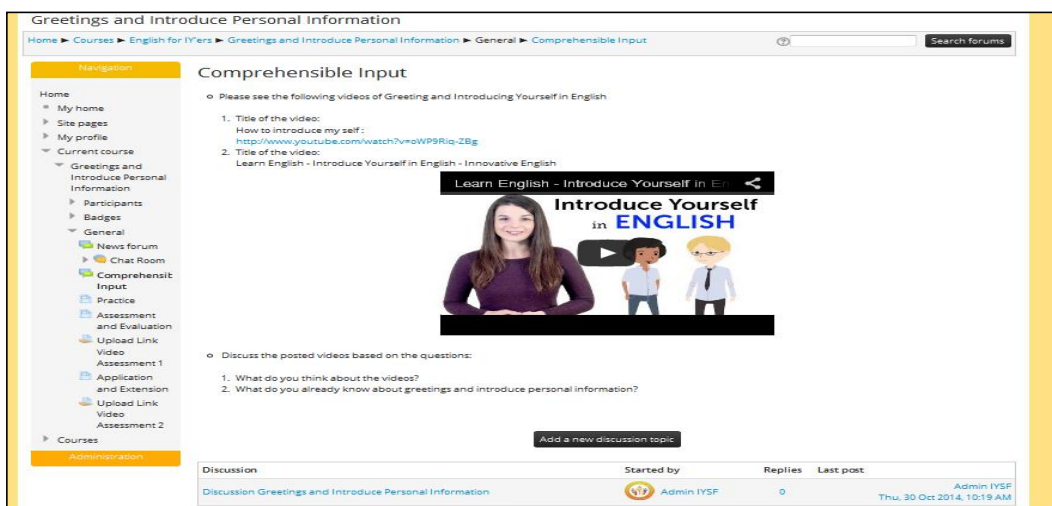 Greetings and Introduce Personal Information
Home ► Courses ► English for IY'ers ► Greetings and Introduce Personal Information ► General ► Comprehensible Input
Search forums
Navigation
Home
My home
Site pages
My profile
Current course
Greetings and
Introduce Personal
Information
Participants
Badges
General
News forum
Chat Room
Comprehensit
Input
Practice
Assessment
and Evaluation
Upload Link
Video
Assessment 1
Application
and Extension
Upload Link
Video
Assessment 2
Courses
Administration
Comprehensible Input
Please see the following videos of Greeting and Introducing Yourself in English
1. Title of the video:
How to introduce my self :
http://www.youtube.com/watch?v=oWP9Riq-ZBg
2. Title of the video:
Learn English - Introduce Yourself in English - Innovative English
Learn English - Introduce Yourself in En
Introduce Yourself
in ENGLISH
Discuss the posted videos based on the questions:
1. What do you think about the videos?
2. What do you already know about greetings and introduce personal information?
Add a new discussion topic
Discussion Started by Replies Last post
Discussion Greetings and Introduce Personal Information Admin IYSF 0 Admin IYSF
Thu, 30 Oct 2014, 10:19 AM